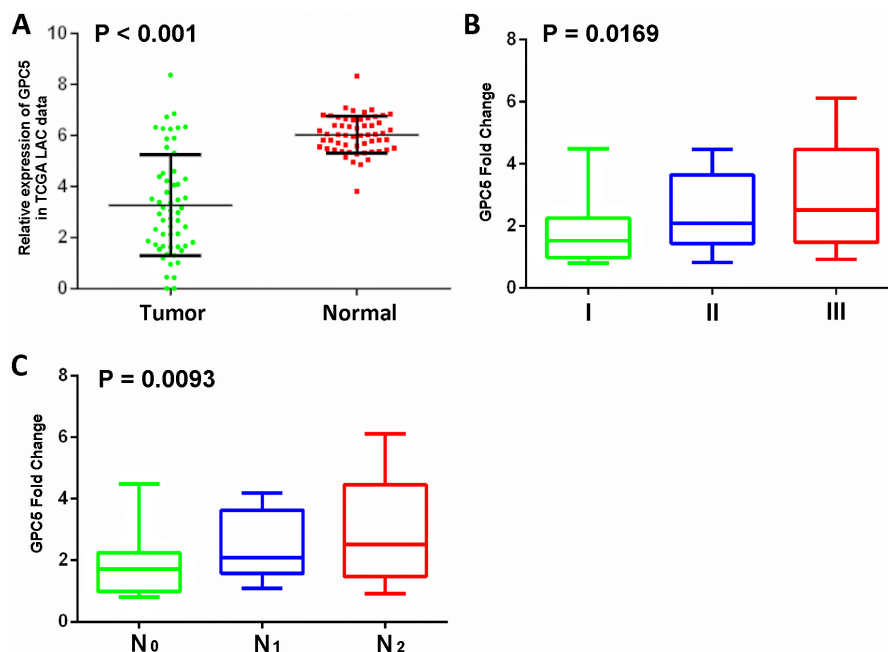 A
P < 0.001
Relative expression of GPC5
in TCGA LAC data
10
8
6
4
2
0
Tumor Normal
B
P = 0.0169
GPC5 Fold Change
8
6
4
2
0
I II III
C
P = 0.0093
GPC5 Fold Change
8
6
4
2
0
N0 N1 N2